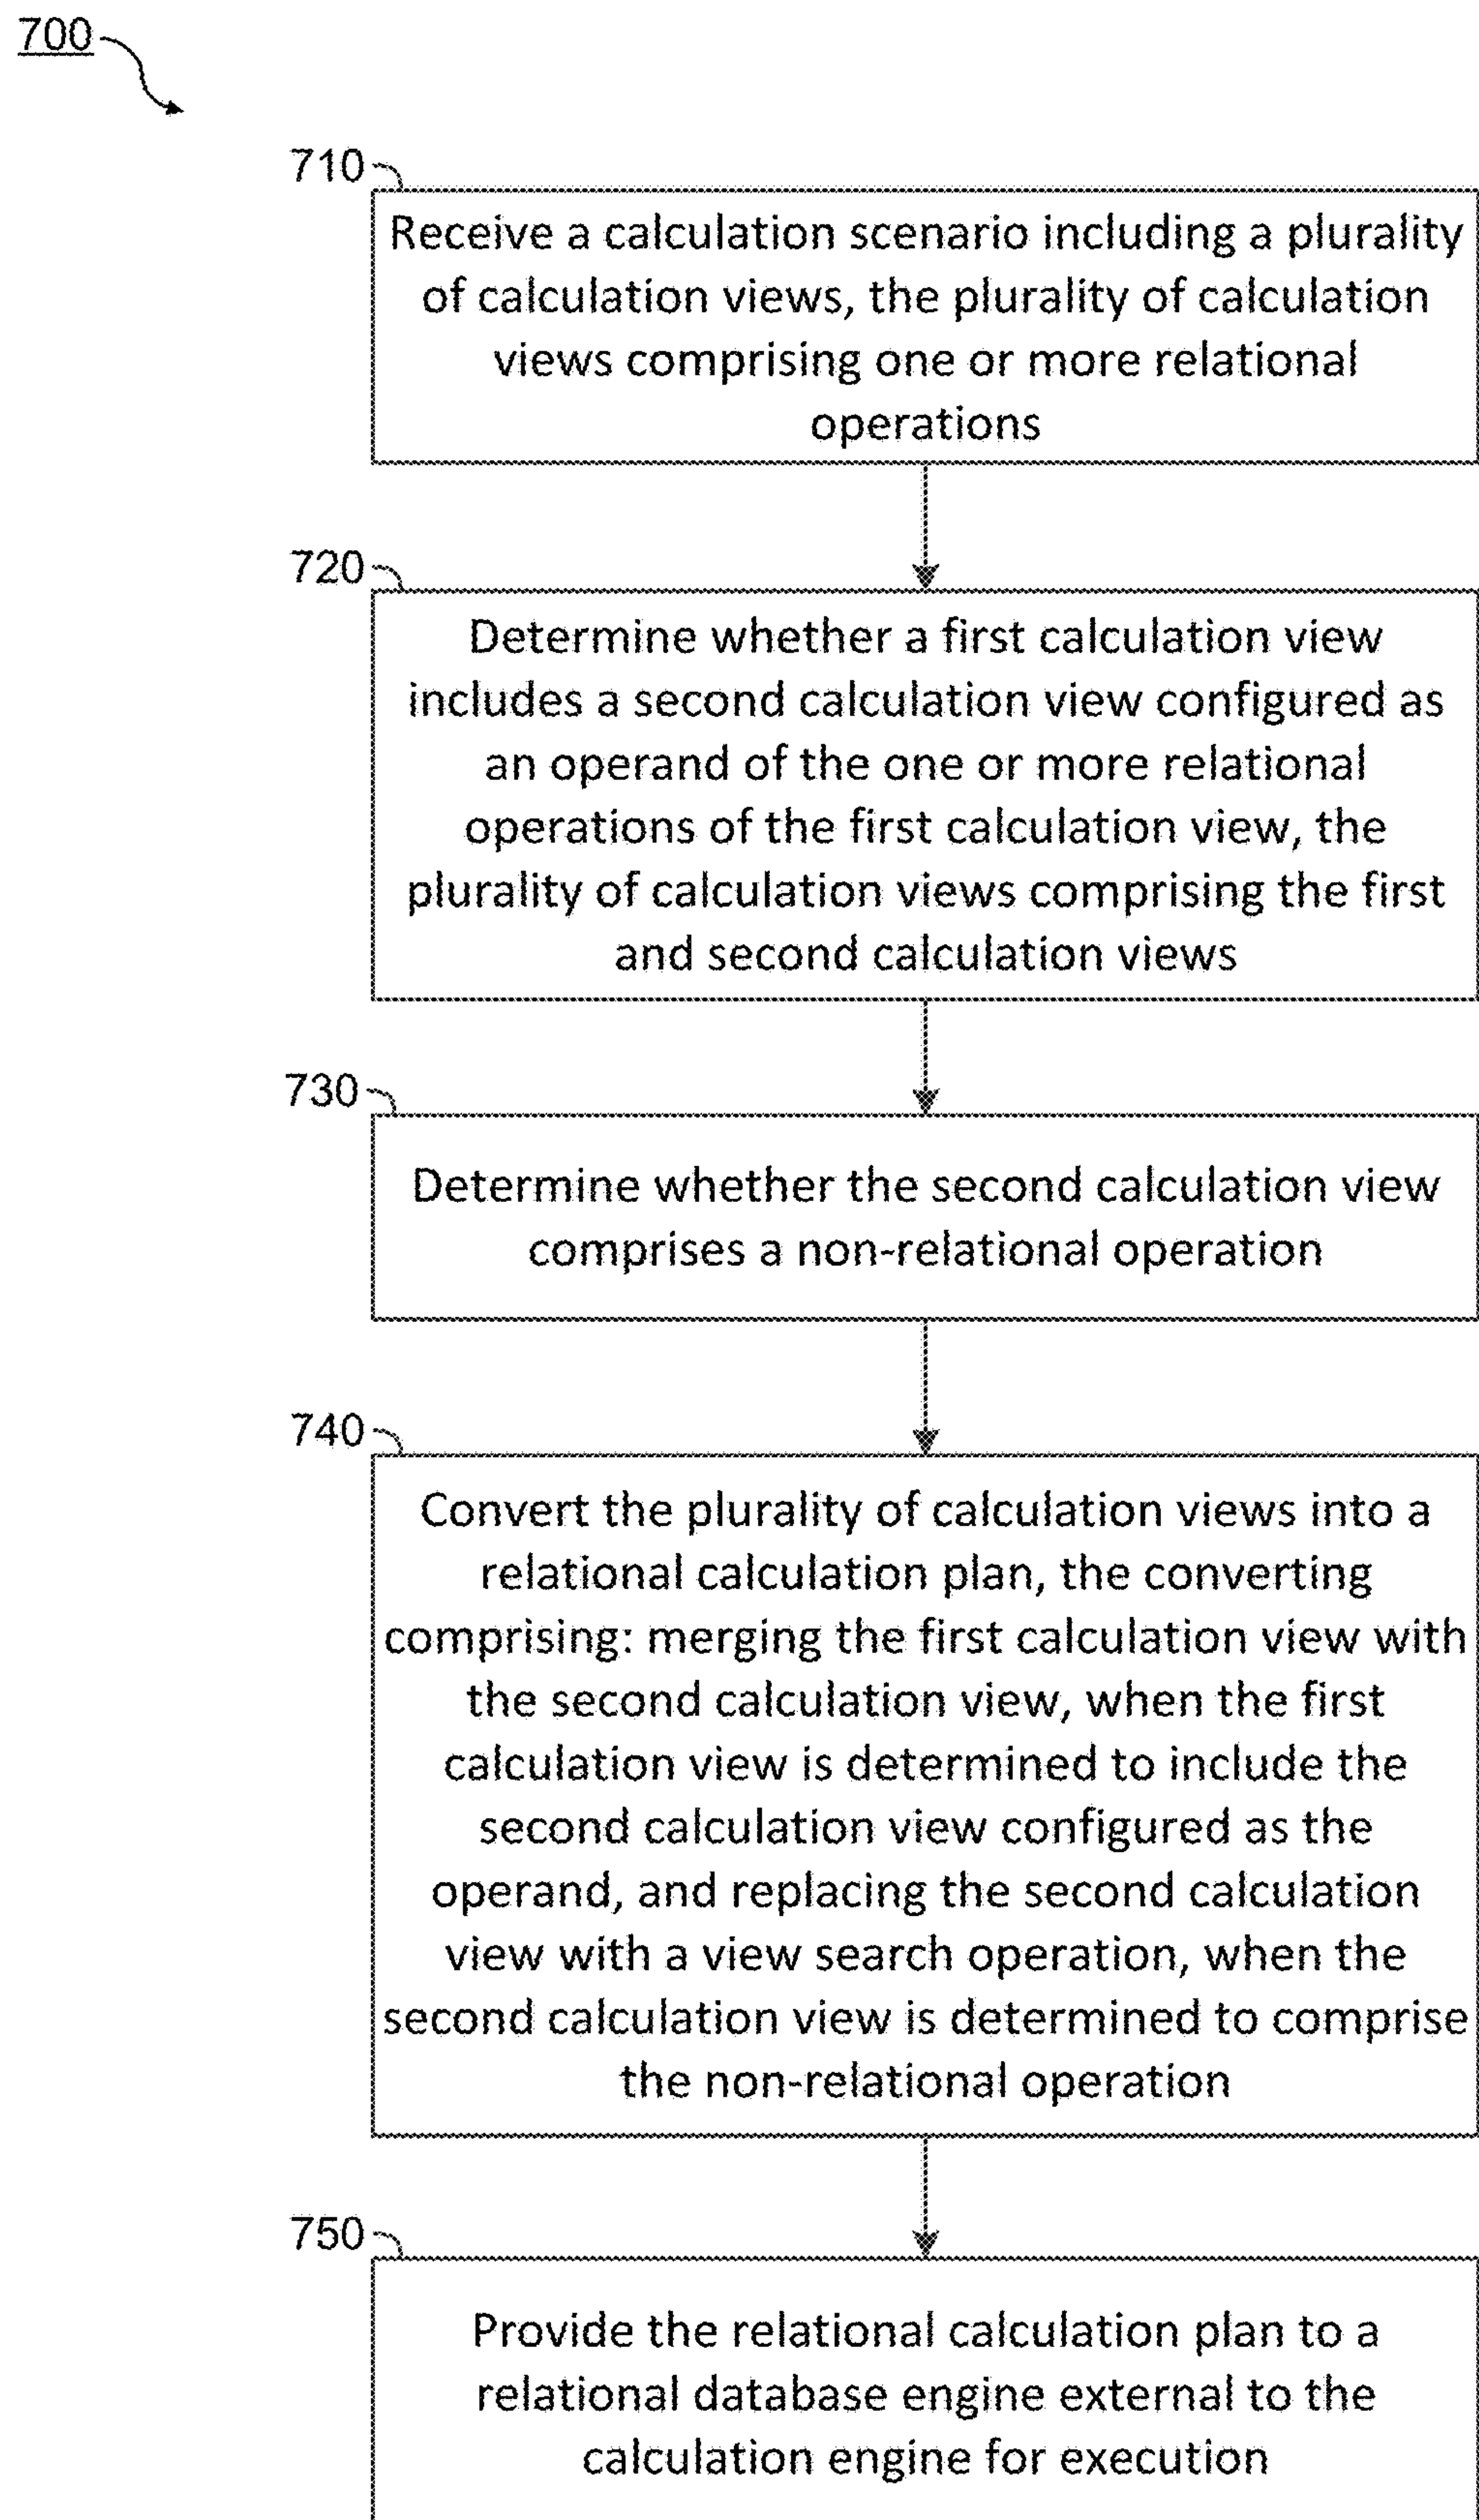 700
710
Receive a calculation scenario including a plurality
of calculation views, the plurality of calculation
views comprising one or more relational
operations
720
Determine whether a first calculation view
includes a second calculation view configured as
an operand of the one or more relational
operations of the first calculation view, the
plurality of calculation views comprising the first
and second calculation views
730
Determine whether the second calculation view
comprises a non-relational operation
740
Convert the plurality of calculation views into a
relational calculation plan, the converting
comprising: merging the first calculation view with
the second calculation view, when the first
calculation view is determined to include the
second calculation view configured as the
operand, and replacing the second calculation
view with a view search operation, when the
second calculation view is determined to comprise
the non-relational operation
750
Provide the relational calculation plan to a
relational database engine external to the
calculation engine for execution